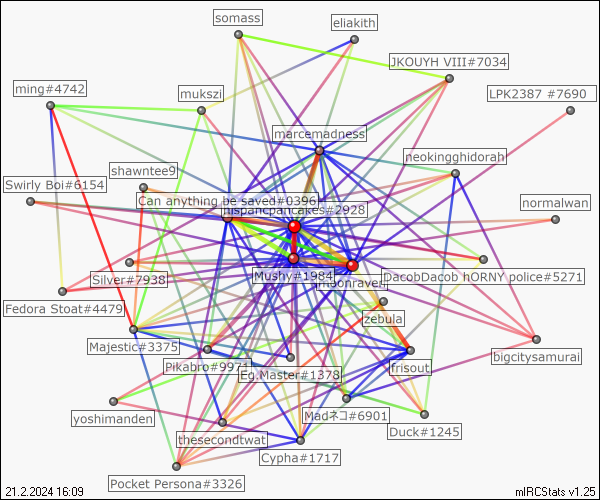 somass
eliakith
JKOUYH VIII#7034
ming#4742
mukszi
LPK2387 #7690
marcemadness
neokingghidorah
shawntee9
Swirly Boi#6154
Can anything be saved#0396
hispanicpancakes#2928
normalwan
Silver#7938
Mushy#1984
moonraven
DacobDacob hORNY police#5271
Fedora Stoat#4479
zebula
Majestic#3375
Pikabro#9971
Eg.Master#1378
frisout
bigcitysamurai
yoshimanden
Madネコ#6901
Duck#1245
thesecondtwat
Cypha#1717
Pocket Persona#3326
21.2.2024 16:09
mIRCStats v1.25